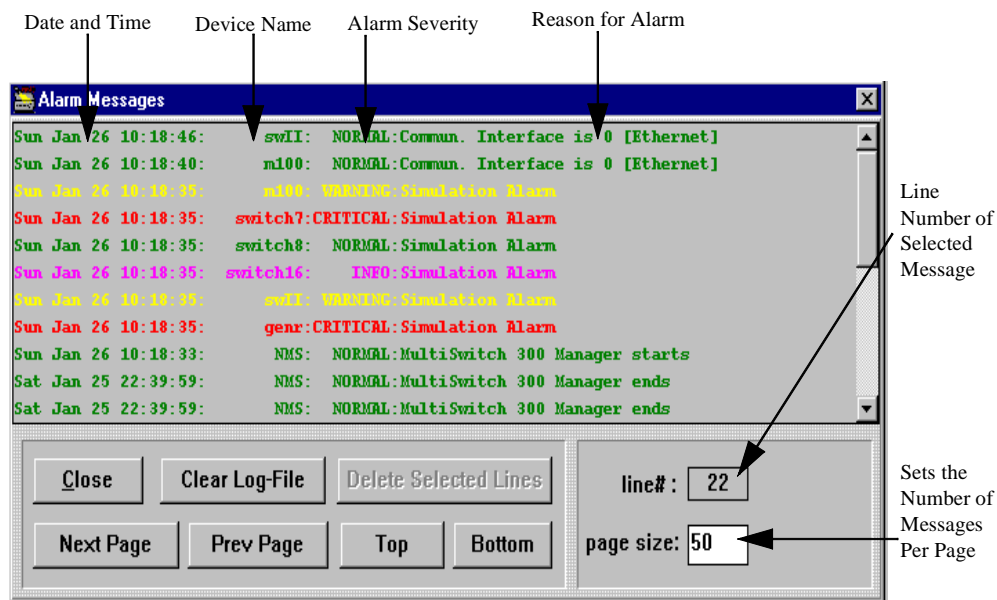 Date and Time Device Name Alarm Severity Reason for Alarm
Alarm Messages
Sun Jan 26 10:18:46: swII: NORMAL:Commun. Interface is 0 [Ethernet]
Sun Jan 26 10:18:40: m100: NORMAL:Commun. Interface is 0 [Ethernet]
Sun Jan 26 10:18:35: m100: WARNING:Simulation Alarm
Sun Jan 26 10:18:35: switch7:CRITICAL:Simulation Alarm
Sun Jan 26 10:18:35: switch8: NORMAL:Simulation Alarm
Sun Jan 26 10:18:35: switch16: INFO:Simulation Alarm
Sun Jan 26 10:18:35: swII: WARNING:Simulation Alarm
Sun Jan 26 10:18:35: genr:CRITICAL:Simulation Alarm
Sun Jan 26 10:18:33: NMS: NORMAL:MultiSwitch 300 Manager starts
Sat Jan 25 22:39:59: NMS: NORMAL:MultiSwitch 300 Manager ends
Sat Jan 25 22:39:59: NMS: NORMAL:MultiSwitch 300 Manager ends
Line
Number of
Selected
Message
Close Clear Log-File Delete Selected Lines
line# : 22
Next Page Prev Page Top Bottom
page size: 50
Sets the
Number of
Messages
Per Page